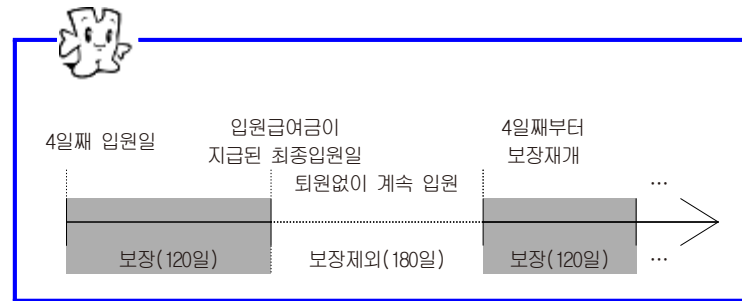 4일째 입원일
입원급여금이
지급된 최종입원일
4일째부터
보장재개
퇴원없이 계속 입원
…
보장(120일)
보장제외(180일)
보장(120일)
…